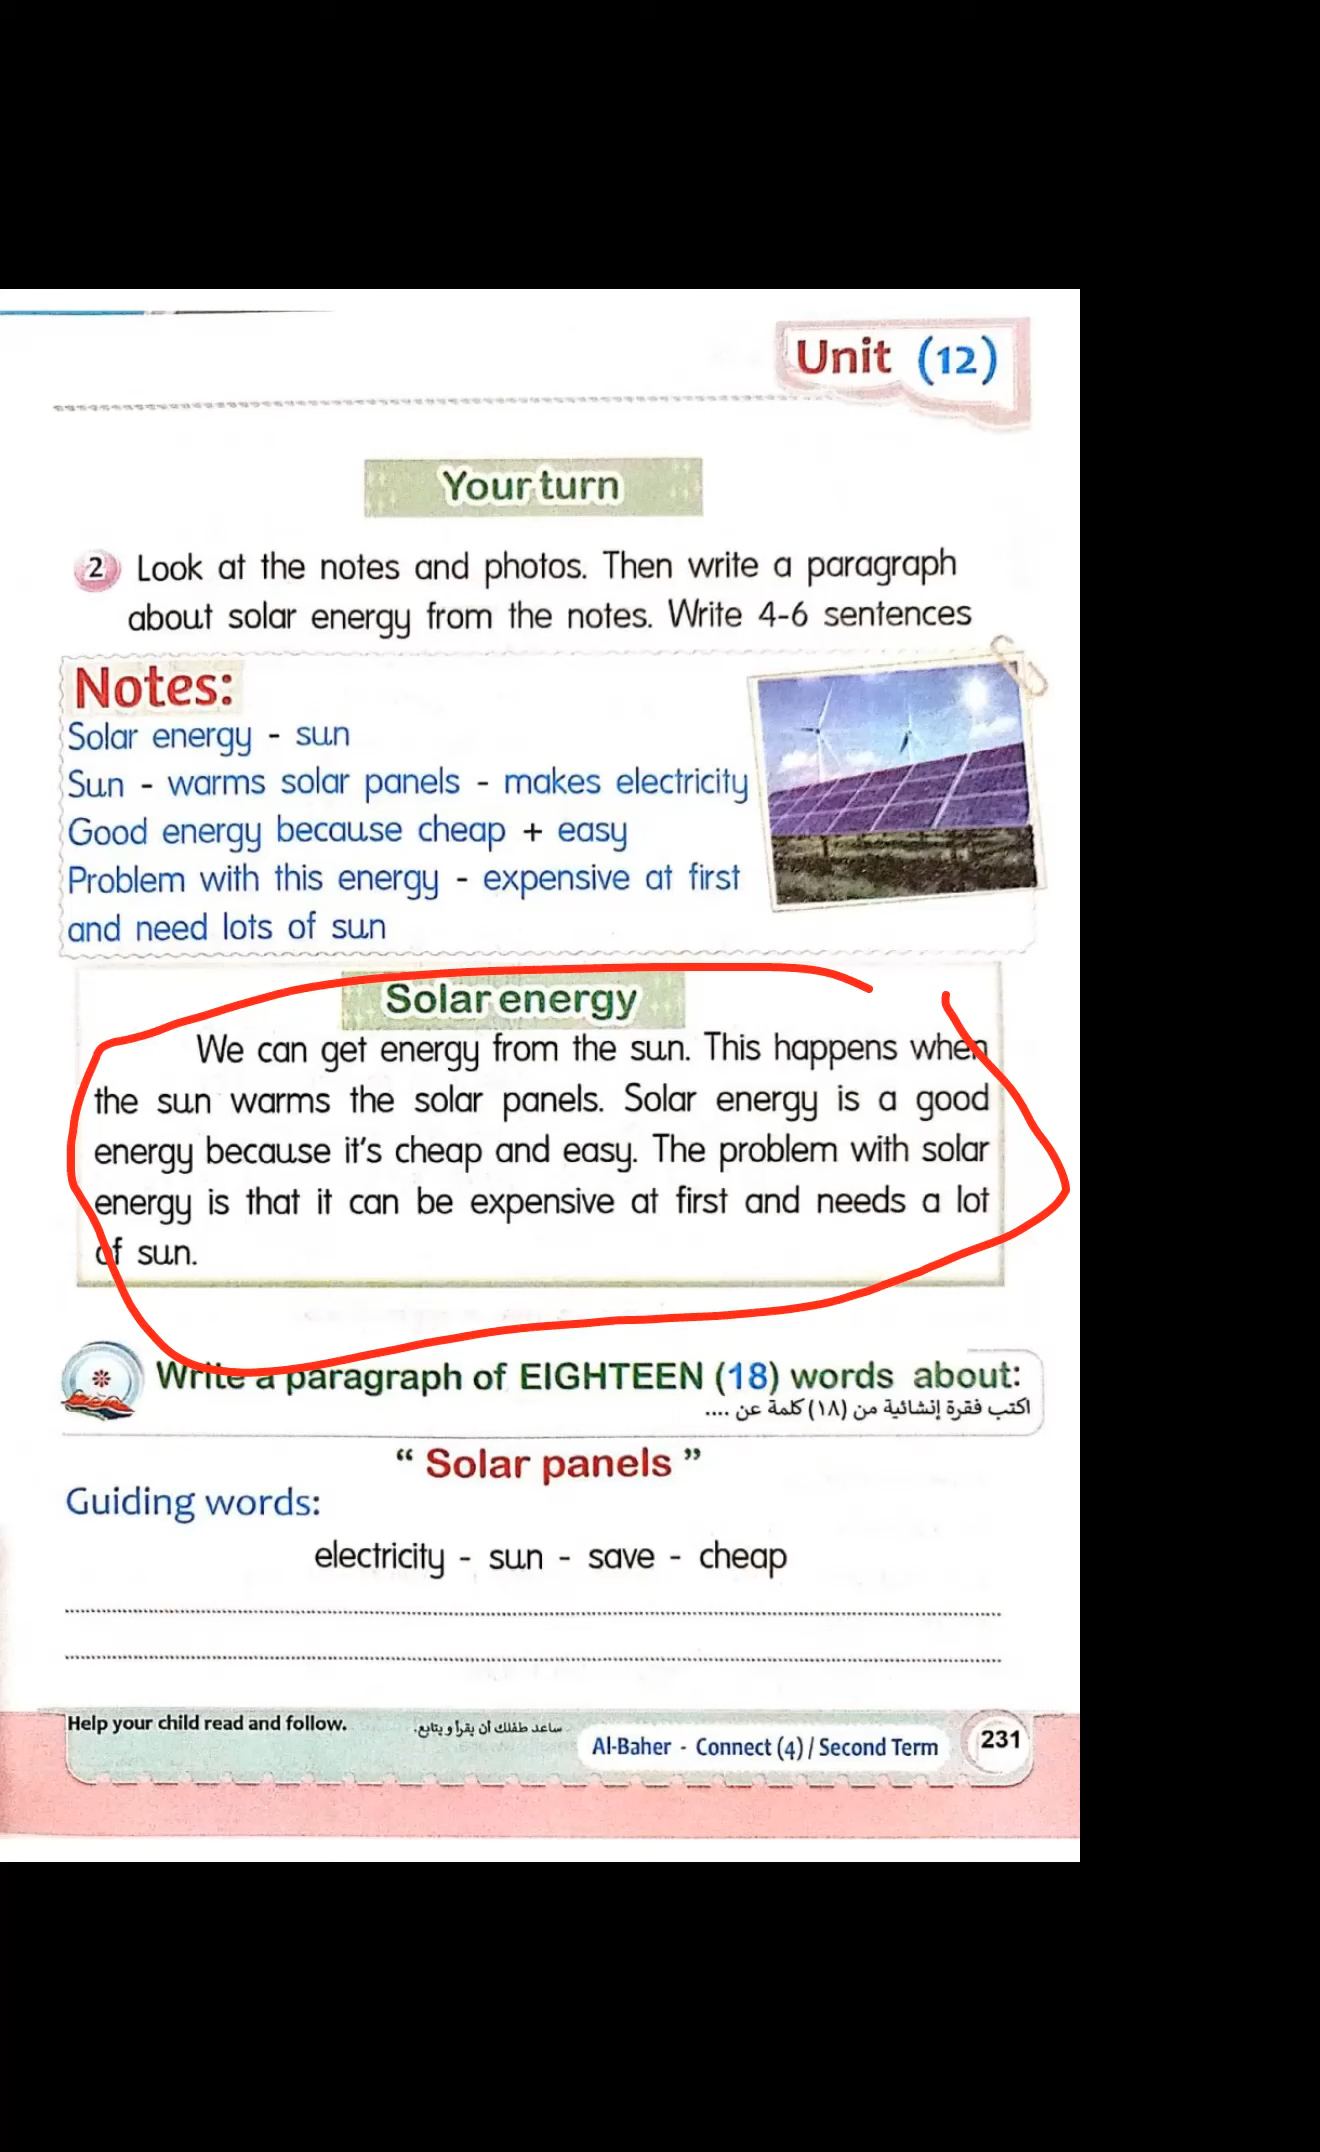 Unit (12)
Your turn
2 Look at the notes and photos. Then write a paragraph
about solar energy from the notes. Write 4-6 sentences
Notes:
Solar energy - sun
Sun - warms solar panels - makes electricity
Good energy because cheap + easy
Problem with this energy - expensive at first
and need lots of sun
Solar energy
We can get energy from the sun. This happens when
the sun warms the solar panels. Solar energy is a good
energy because it's cheap and easy. The problem with solar
energy is that it can be expensive at first and needs a lot
of sun.
Write a paragraph of EIGHTEEN (18) words about:
اكتب فقرة إنشائية من (١٨) كلمة عن ....
“ Solar panels ”
Guiding words:
electricity - sun - save - cheap
Help your child read and follow.
ساعد طفلك أن يقرأ و يتابع.
Al-Baher - Connect (4) / Second Term
231